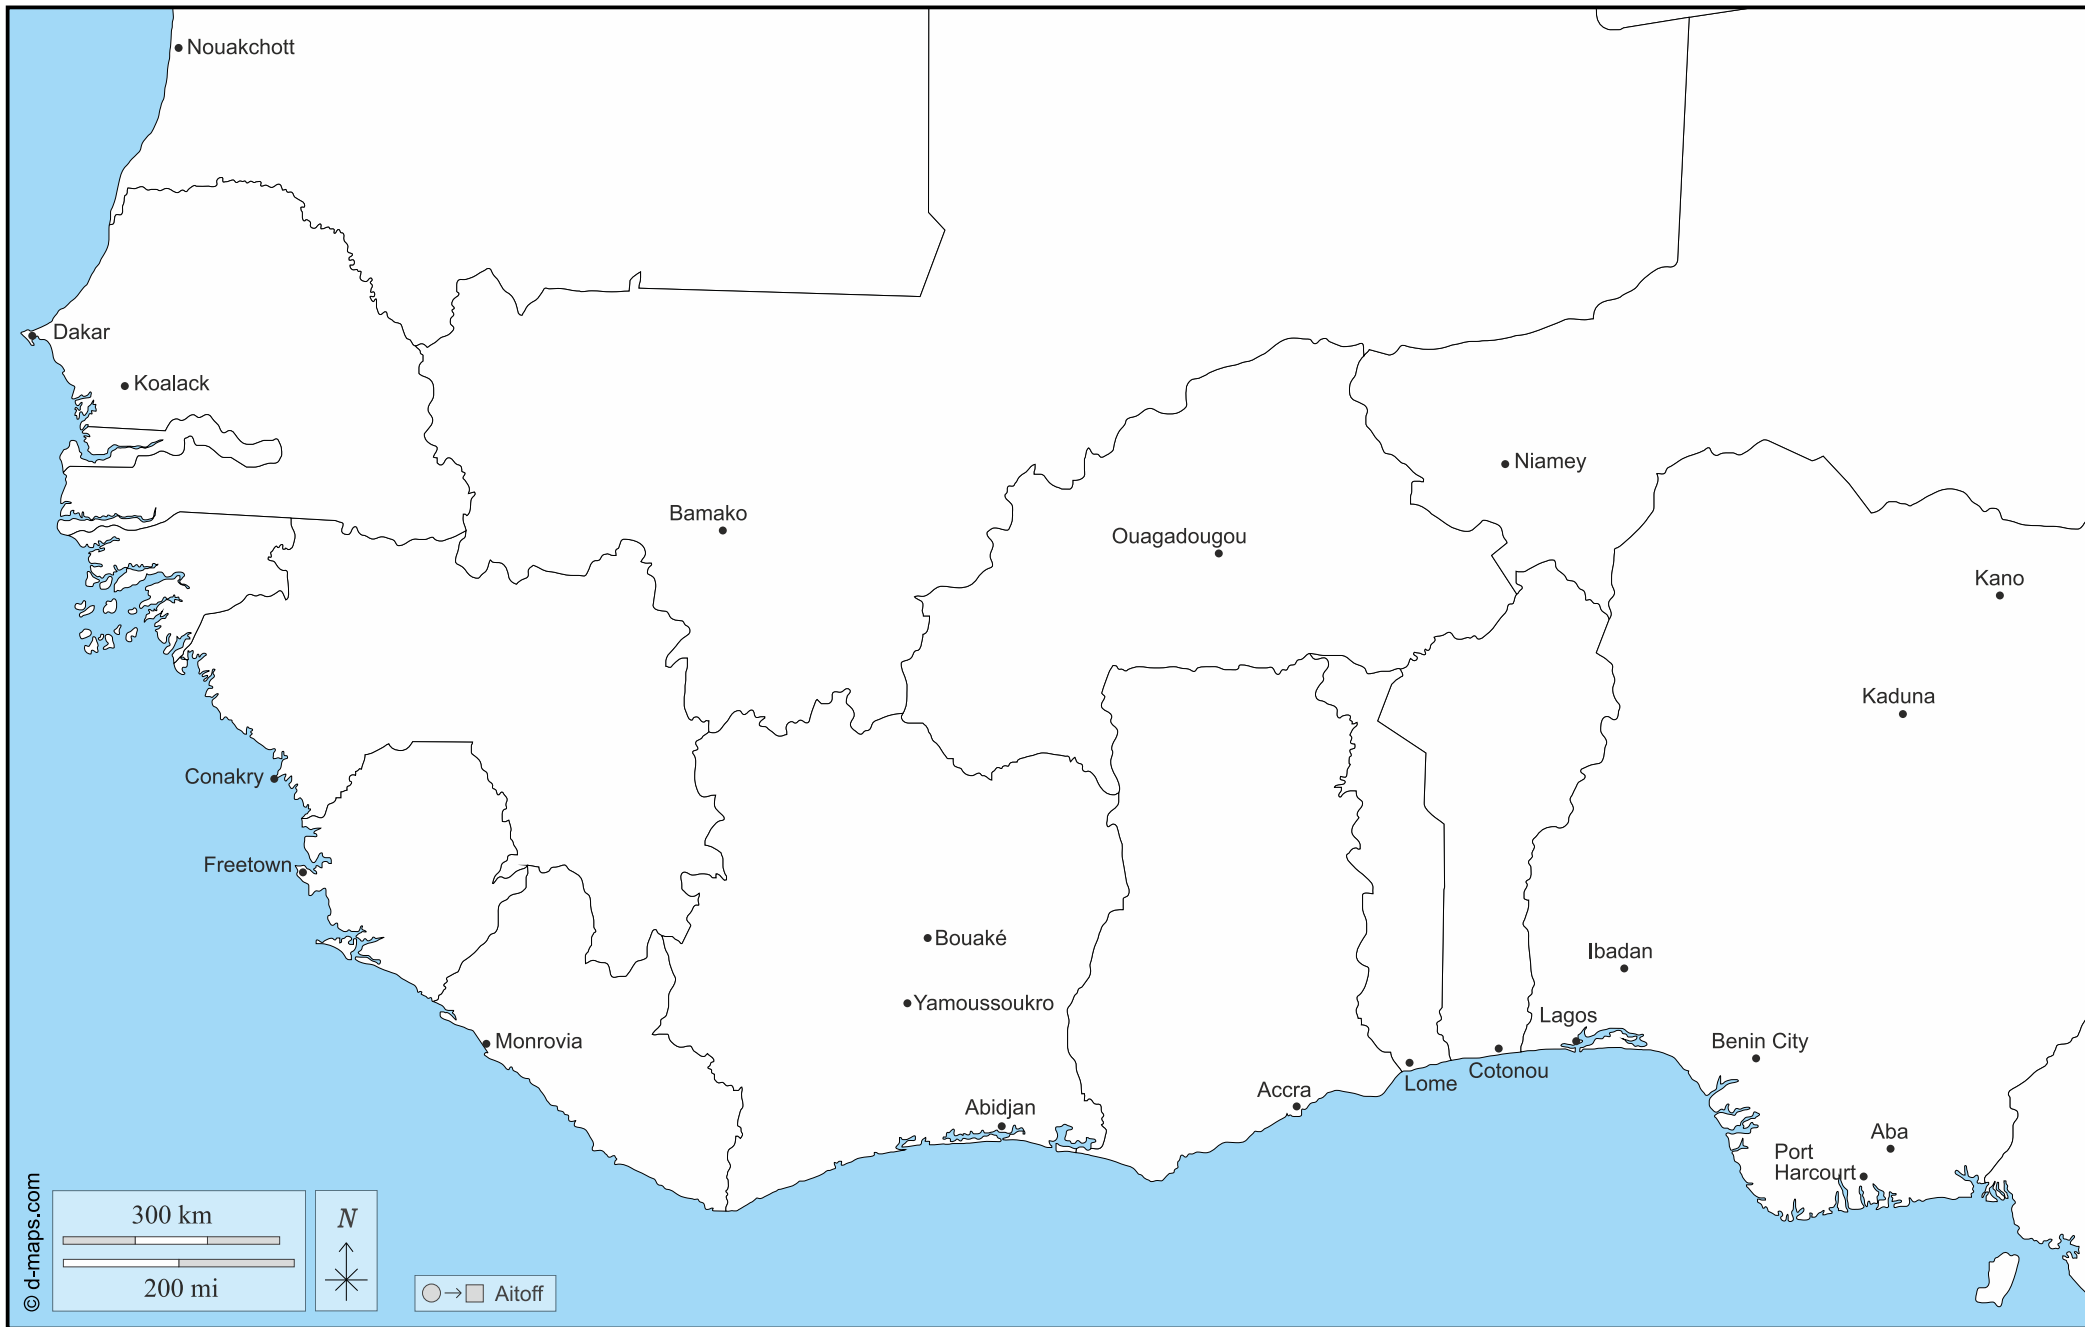 Nouakchott
Dakar
Koalack
Niamey
Bamako
Ouagadougou
Kano
Kaduna
Conakry
Freetown
Bouaké
Ibadan
Yamoussoukro
Lagos
Monrovia
Benin City
Cotonou
Lome
Accra
Abidjan
Aba
Port
Harcourt
© d-maps.com
300 km
200 mi
N
Aitoff